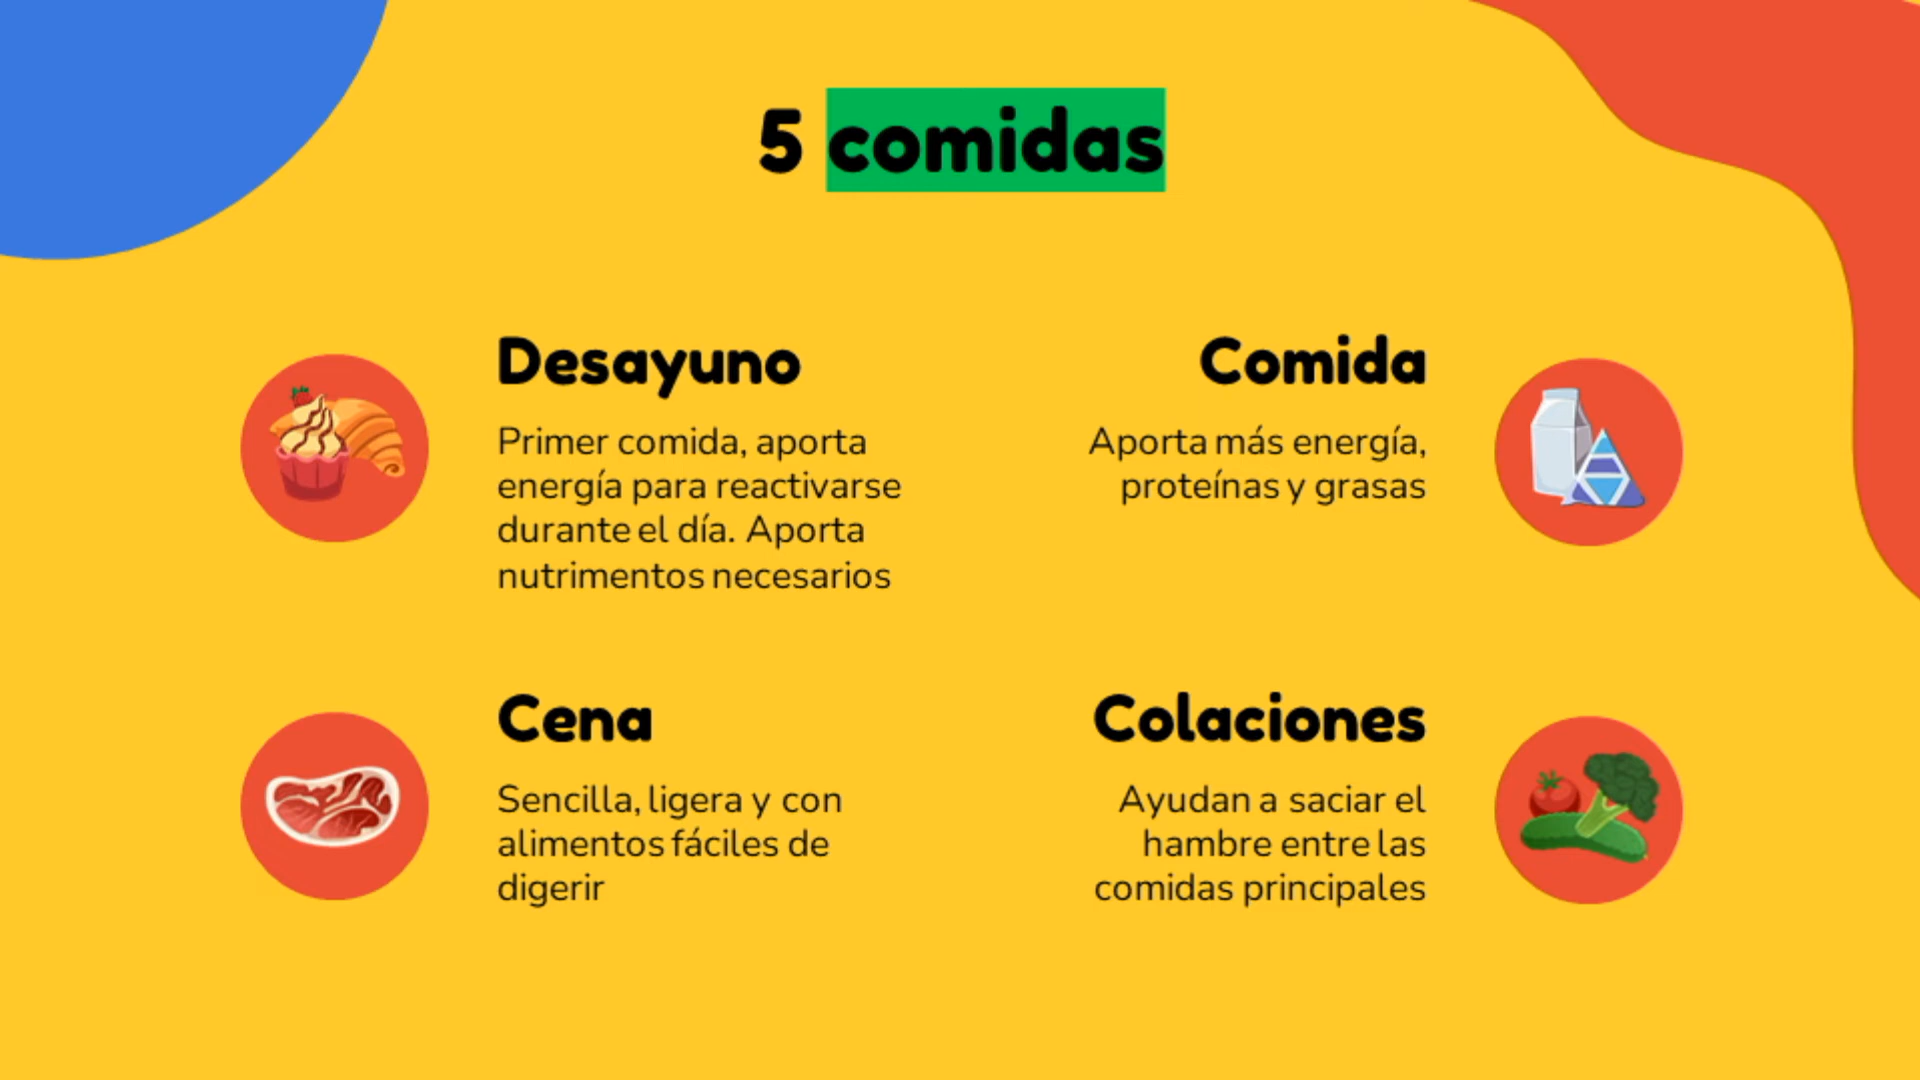 5 comidas
Desayuno
Primer comida, aporta
energía para reactivarse
durante el día. Aporta
nutrimentos necesarios
Comida
Aporta más energía,
proteínas y grasas
Cena
Sencilla, ligera y con
alimentos fáciles de
digerir
Colaciones
Ayudan a saciar el
hambre entre las
comidas principales